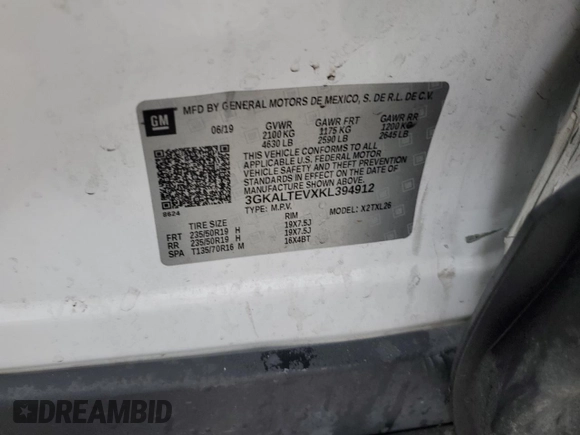 GM
MFD BY GENERAL MOTORS DE MEXICO, S. DE R.L. DE C.V.
06/19 GVWR GAWR FRT GAWR RR
2100 KG 1175 KG 1200 KG
4630 LB 2590 LB 2645 LB
THIS VEHICLE CONFORMS TO ALL
APPLICABLE U.S. FEDERAL MOTOR
VEHICLE SAFETY AND THEFT
PREVENTION STANDARDS IN EFFECT
ON THE DATE OF MANUFACTURE
SHOWN ABOVE.
3GKALTEVXKL394912
TYPE: M.P.V. MODEL: X2TXL26
0624
TIRE SIZE RIM
FRT 235/50R19 H 19X7.5J
RR 235/50R19 H 19X7.5J
SPA T135/70R16 M 16X4BT
DREAMBID